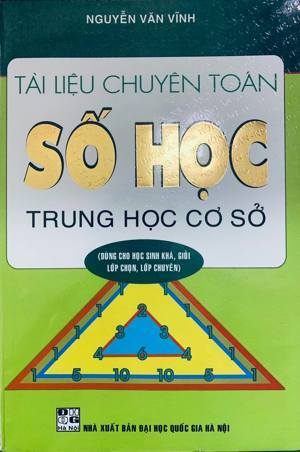 NGUYỄN VĂN VĨNH
TÀI LIỆU CHUYÊN TOÁN
SỐ HỌC
TRUNG HỌC CƠ SỞ
(DÙNG CHO HỌC SINH KHÁ, GIỎI
LỚP CHỌN, LỚP CHUYÊN)
1 1
1 2 1
1 3 3 1
1 4 6 4 1
1 5 10 10 5 1
Hà Nội
NHÀ XUẤT BẢN ĐẠI HỌC QUỐC GIA HÀ NỘI